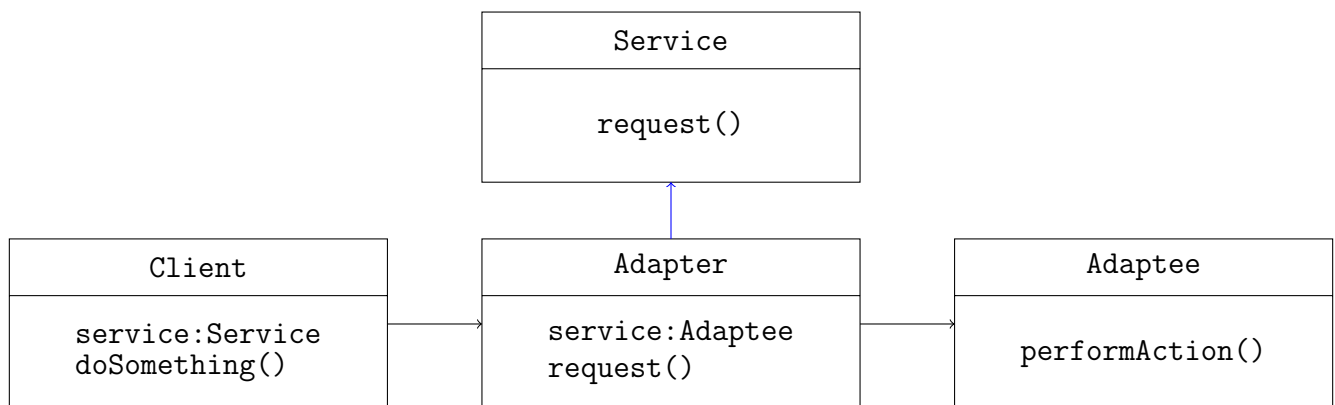 Service
request()
Client
service:Service
doSomething()
Adapter
service:Adaptee
request()
Adaptee
performAction()